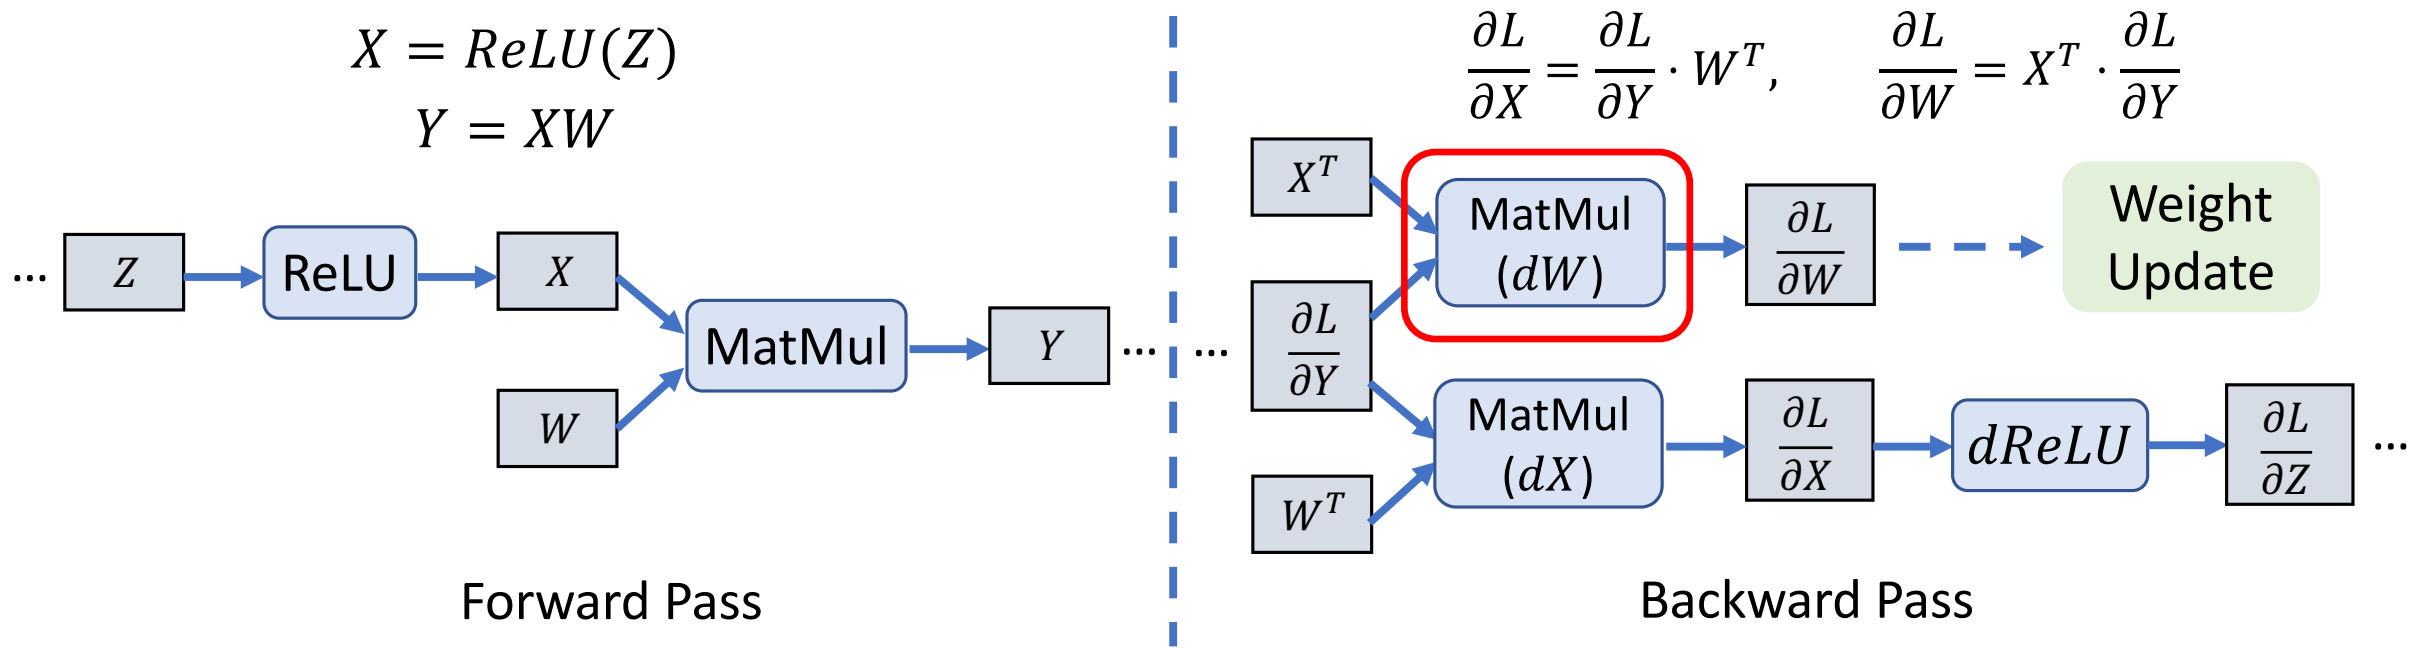 X = ReLU(Z)
Y = XW
... Z ReLU X
W
MatMul
Y ...
Forward Pass
∂L/∂X = ∂L/∂Y · W^T, ∂L/∂W = X^T · ∂L/∂Y
X^T
MatMul
(dW)
∂L/∂W
Weight
Update
... ∂L/∂Y
MatMul
(dX)
∂L/∂X
dReLU
∂L/∂Z ...
W^T
Backward Pass